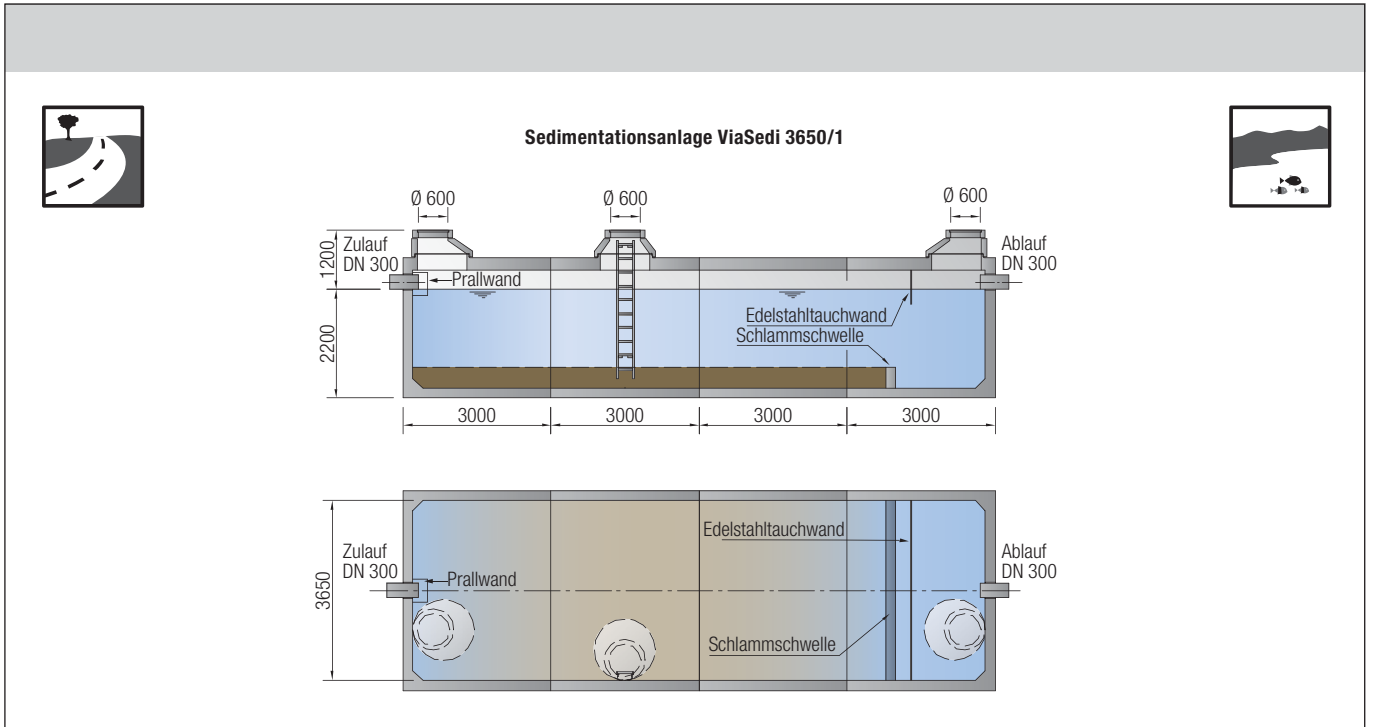 Sedimentationsanlage ViaSedi 3650/1
Ø 600
Ø 600
Ø 600
1200
Zulauf
DN 300
Ablauf
DN 300
Prallwand
Edelstahltauchwand
Schlammschwelle
2200
3000
3000
3000
3000
Edelstahltauchwand
Zulauf
DN 300
Ablauf
DN 300
Prallwand
3650
Schlammschwelle